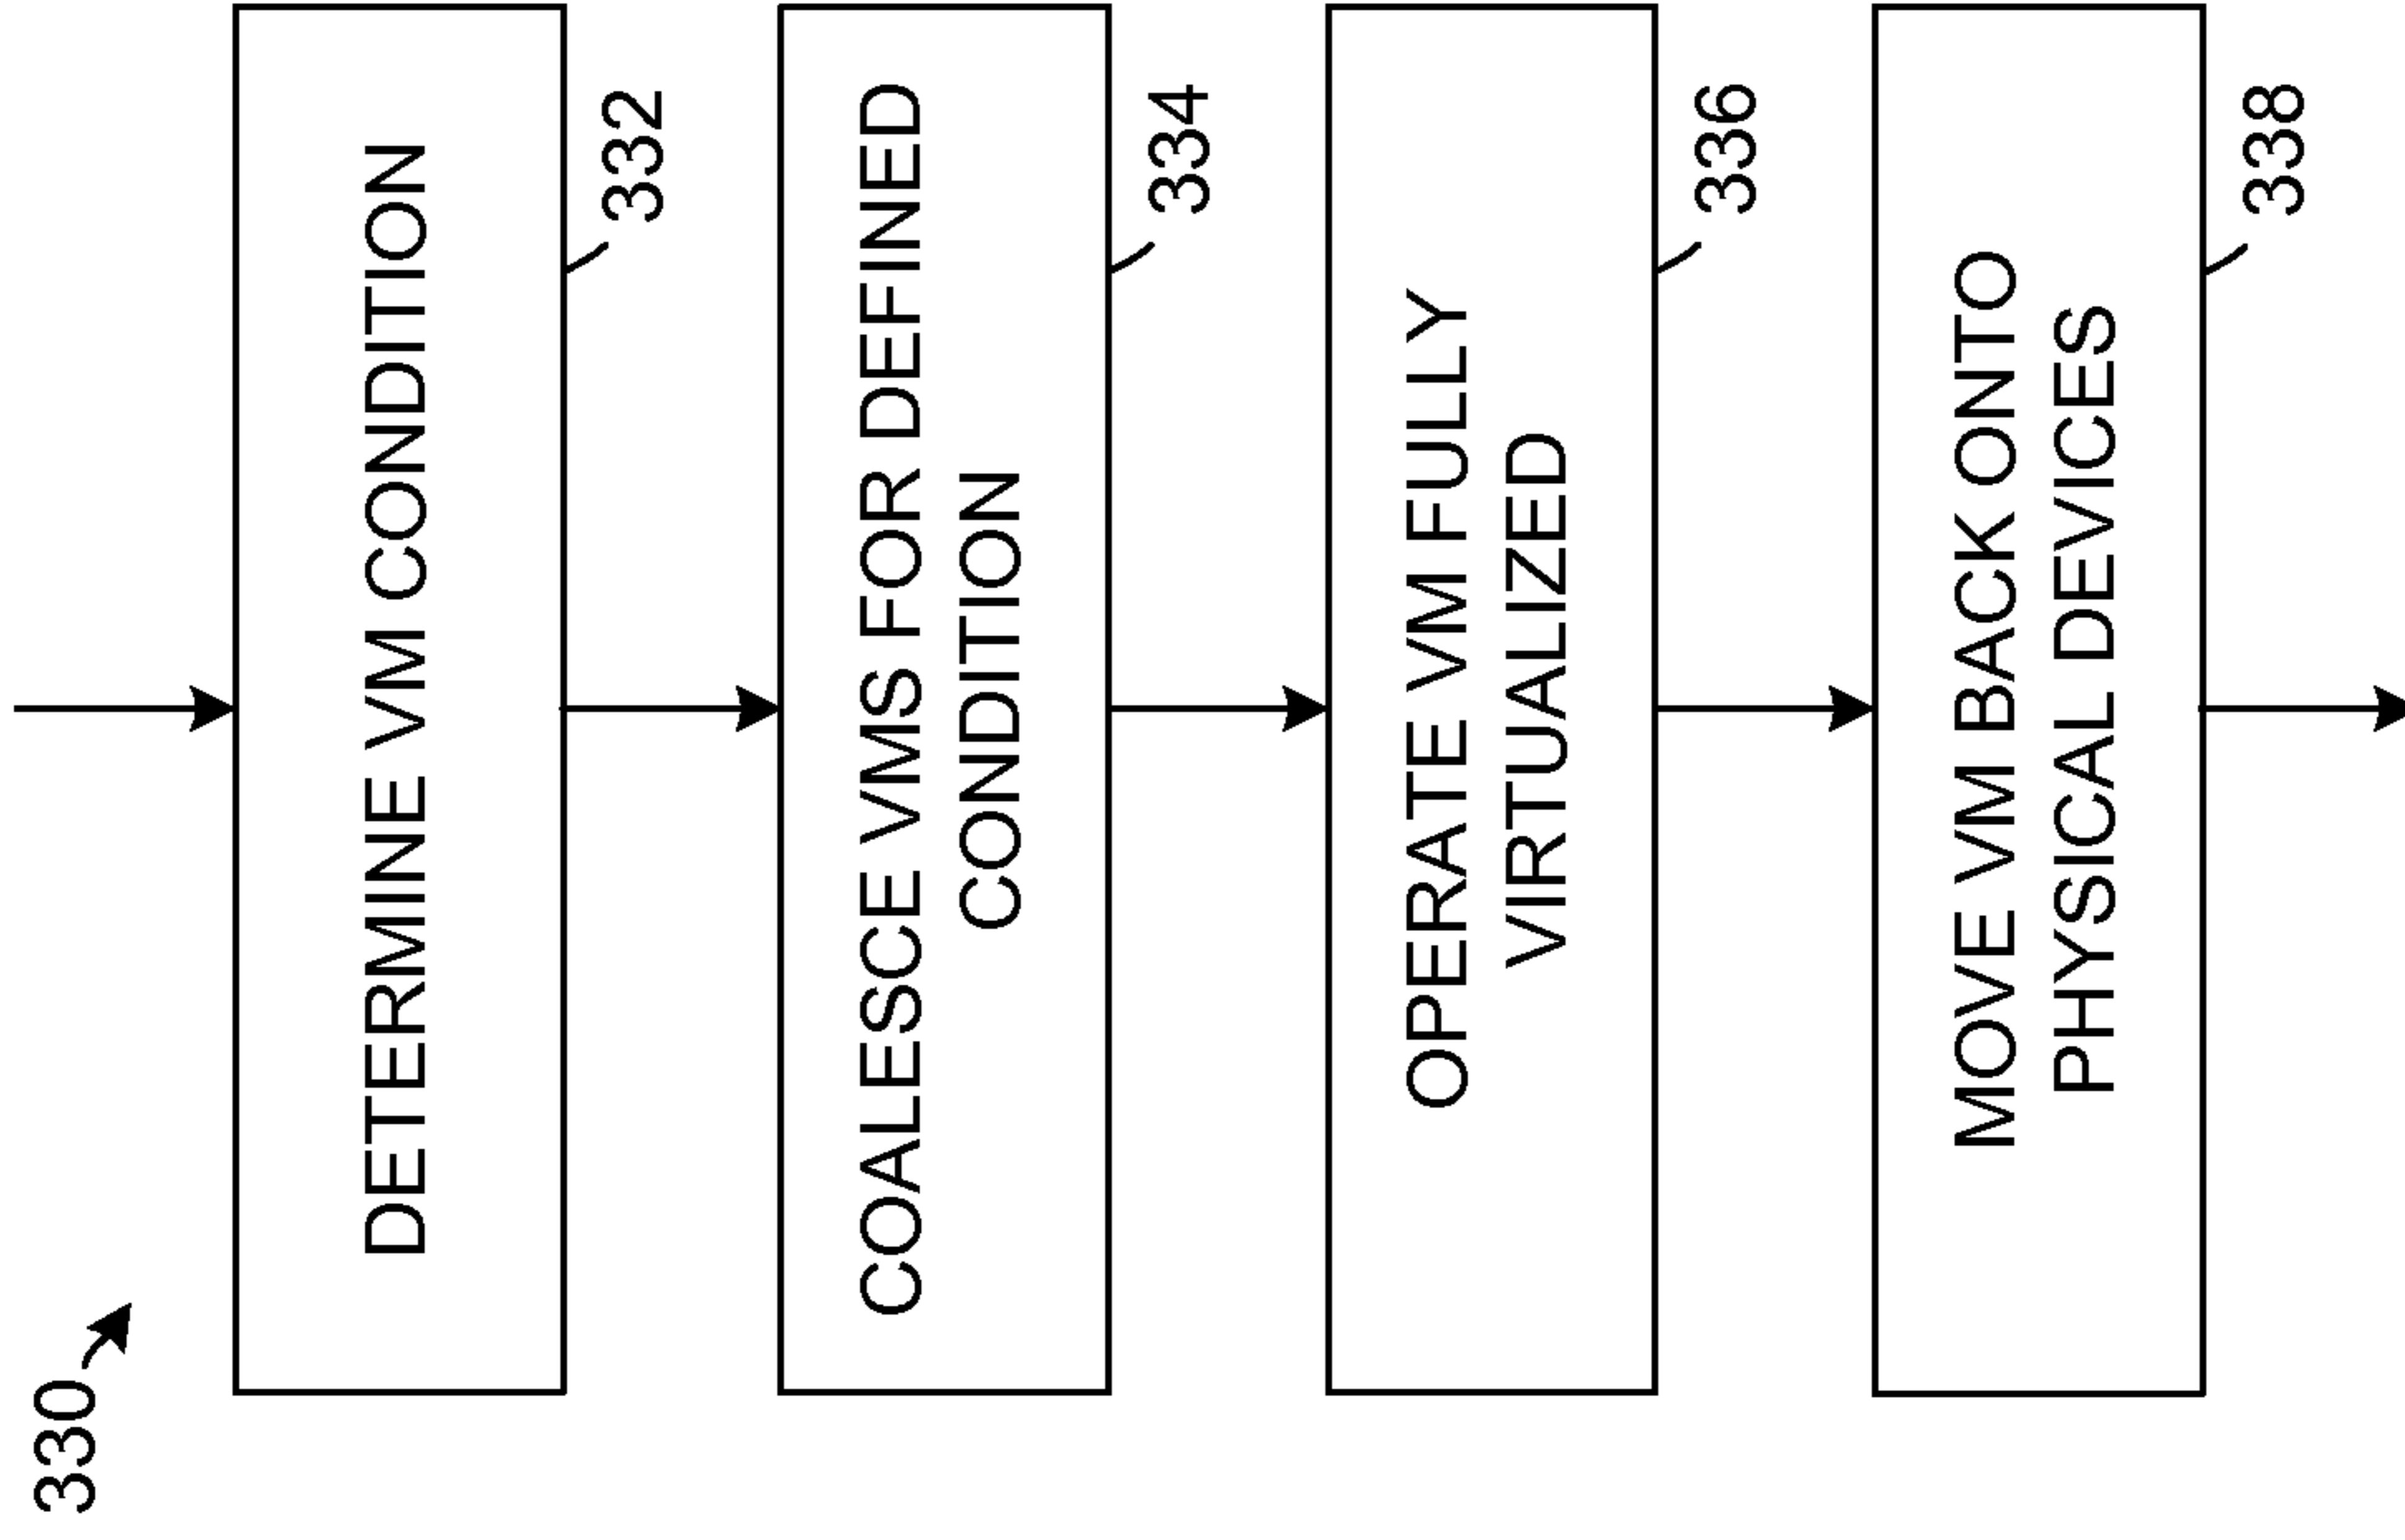 330
DETERMINE VM CONDITION
332
COALESCE VMS FOR DEFINED
CONDITION
334
OPERATE VM FULLY
VIRTUALIZED
336
MOVE VM BACK ONTO
PHYSICAL DEVICES
338